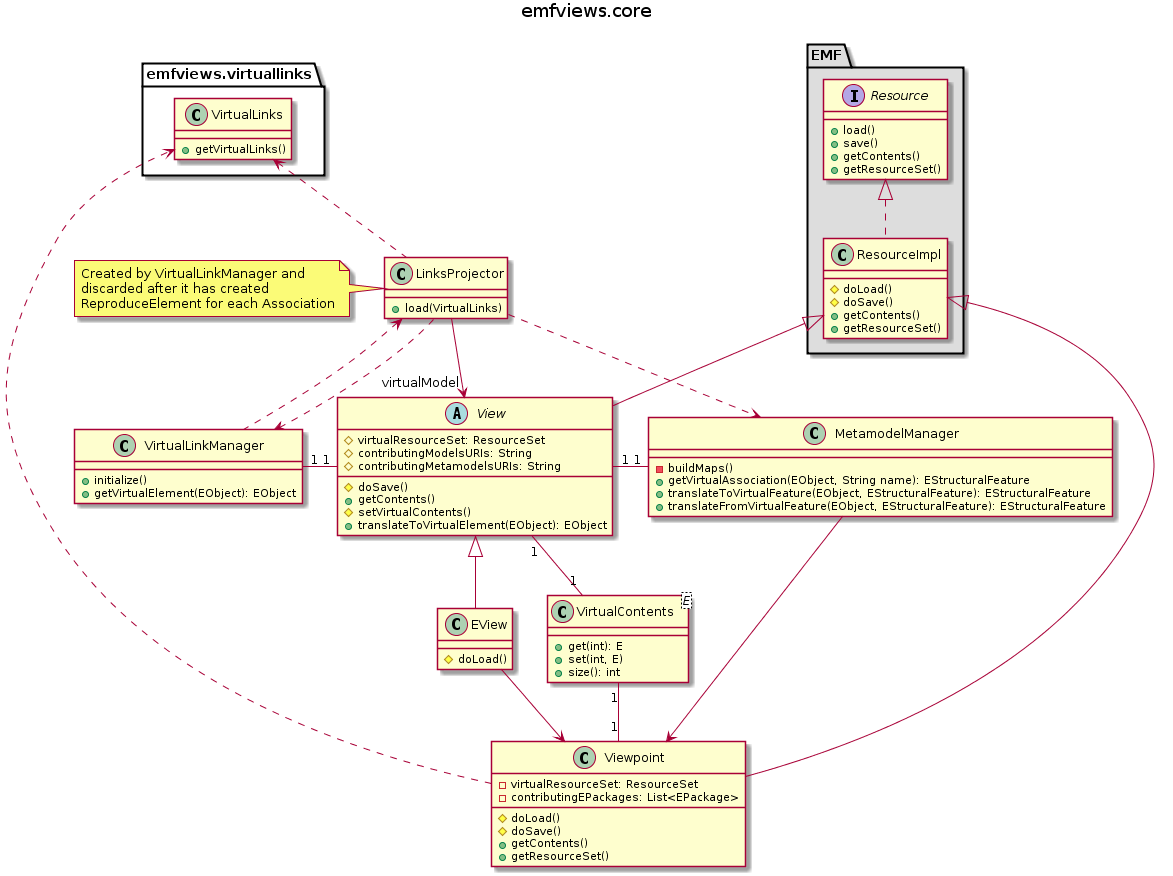 emfviews.core
emfviews.virtuallinks
C VirtualLinks
getVirtualLinks()
EMF
I Resource
load()
save()
getContents()
getResourceSet()
C ResourceImpl
doLoad()
doSave()
getContents()
getResourceSet()
Created by VirtualLinkManager and
discarded after it has created
ReproduceElement for each Association
C LinksProjector
load(VirtualLinks)
virtualModel
C VirtualLinkManager
initialize()
getVirtualElement(EObject): EObject
1 1
A View
virtualResourceSet: ResourceSet
contributingModelsURIs: String
contributingMetamodelsURIs: String
doSave()
getContents()
setVirtualContents()
translateToVirtualElement(EObject): EObject
1 1
C MetamodelManager
buildMaps()
getVirtualAssociation(EObject, String name): EStructuralFeature
translateToVirtualFeature(EObject, EStructuralFeature): EStructuralFeature
translateFromVirtualFeature(EObject, EStructuralFeature): EStructuralFeature
1
1
C EView
doLoad()
C VirtualContents
E
get(int): E
set(int, E)
size(): int
1
1
C Viewpoint
virtualResourceSet: ResourceSet
contributingEPackages: List<EPackage>
doLoad()
doSave()
getContents()
getResourceSet()